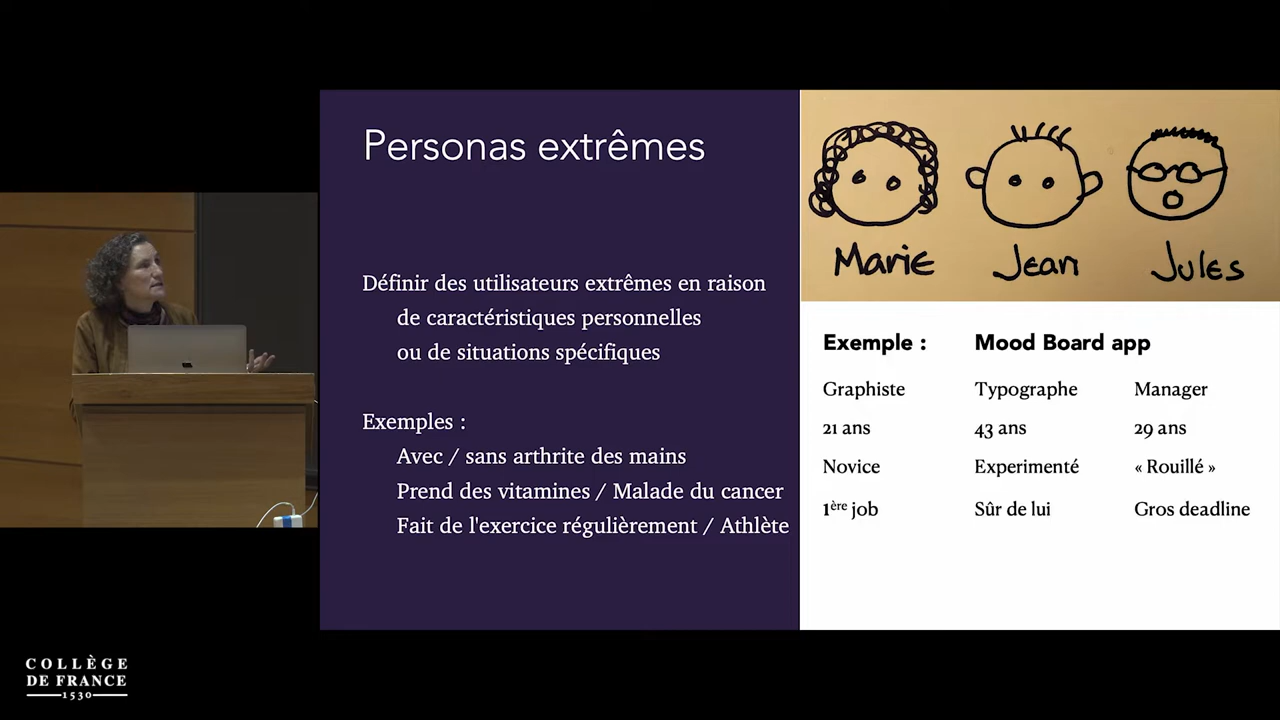 Personas extrêmes
Définir des utilisateurs extrêmes en raison
de caractéristiques personnelles
ou de situations spécifiques
Exemples :
Avec / sans arthrite des mains
Prend des vitamines / Malade du cancer
Fait de l'exercice régulièrement / Athlète
Marie Jean Jules
Exemple : Mood Board app
Graphiste Typographe Manager
21 ans 43 ans 29 ans
Novice Experimenté « Rouillé »
1ère job Sûr de lui Gros deadline
COLLÈGE
DE FRANCE
1530